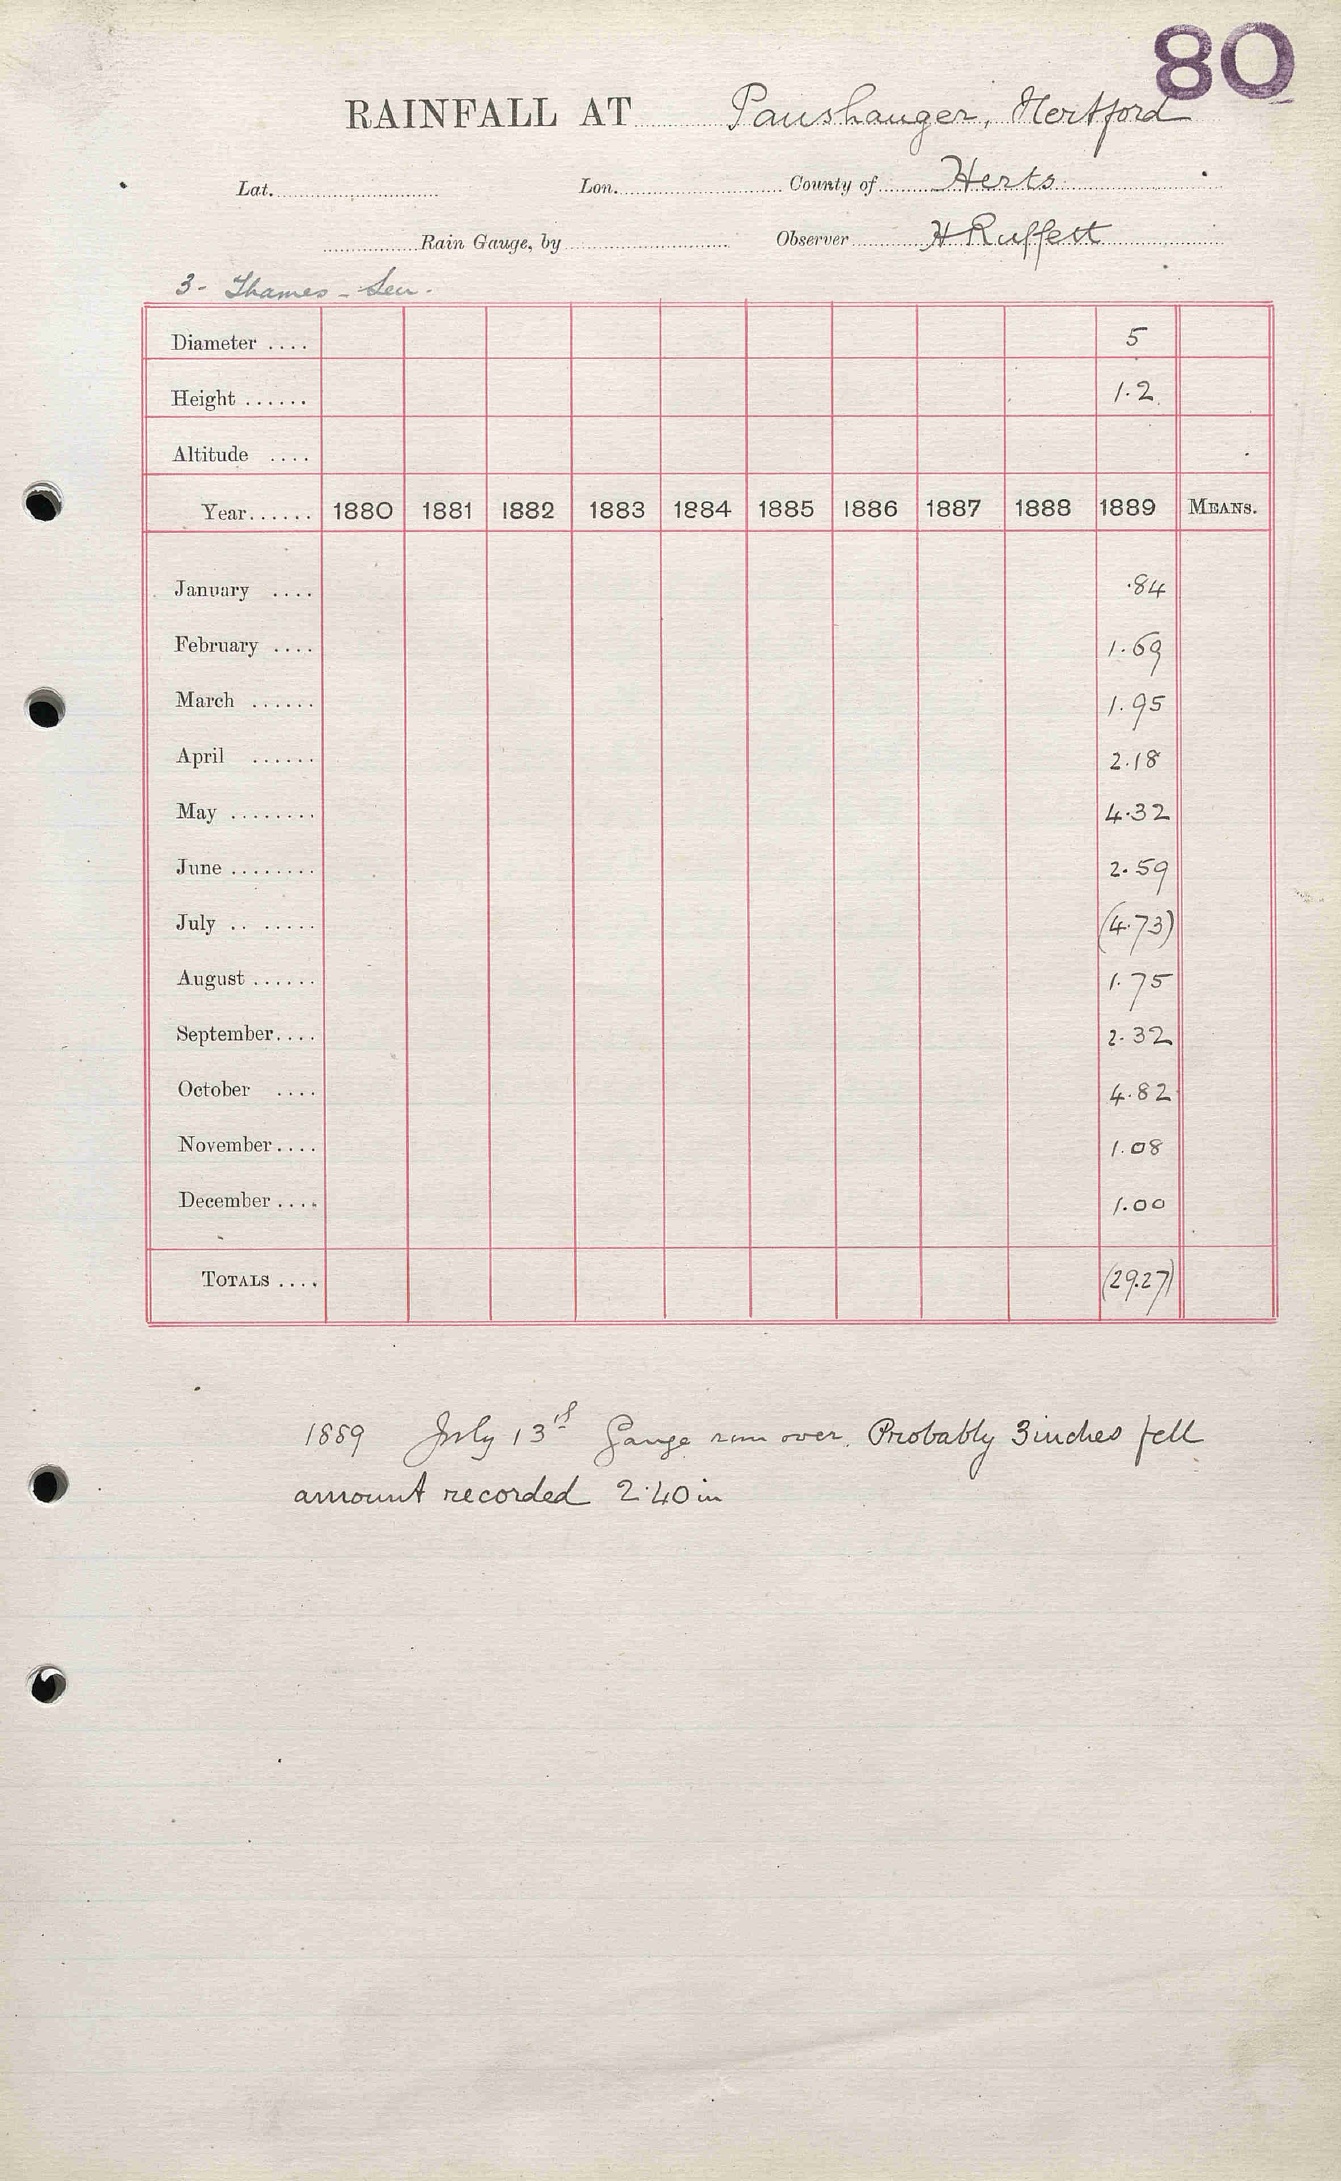 80
RAINFALL AT Panshanger, Hertford
Lat. Lon. County of Herts
Rain Gauge, by Observer H Ruffett
3 - Thames - Lea.
Diameter .... 5
Height ...... 1.2
Altitude ....
Year...... 1880 1881 1882 1883 1884 1885 1886 1887 1888 1889 MEANS.
January .... .84
February .... 1.69
March ...... 1.95
April ...... 2.18
May ........ 4.32
June ........ 2.59
July .. ..... (4.73)
August ...... 1.75
September.... 2.32
October .... 4.82
November.... 1.08
December.... 1.00
TOTALS .... (29.27)
1889 July 13th Gauge run over. Probably 3 inches fell
amount recorded 2.40 in